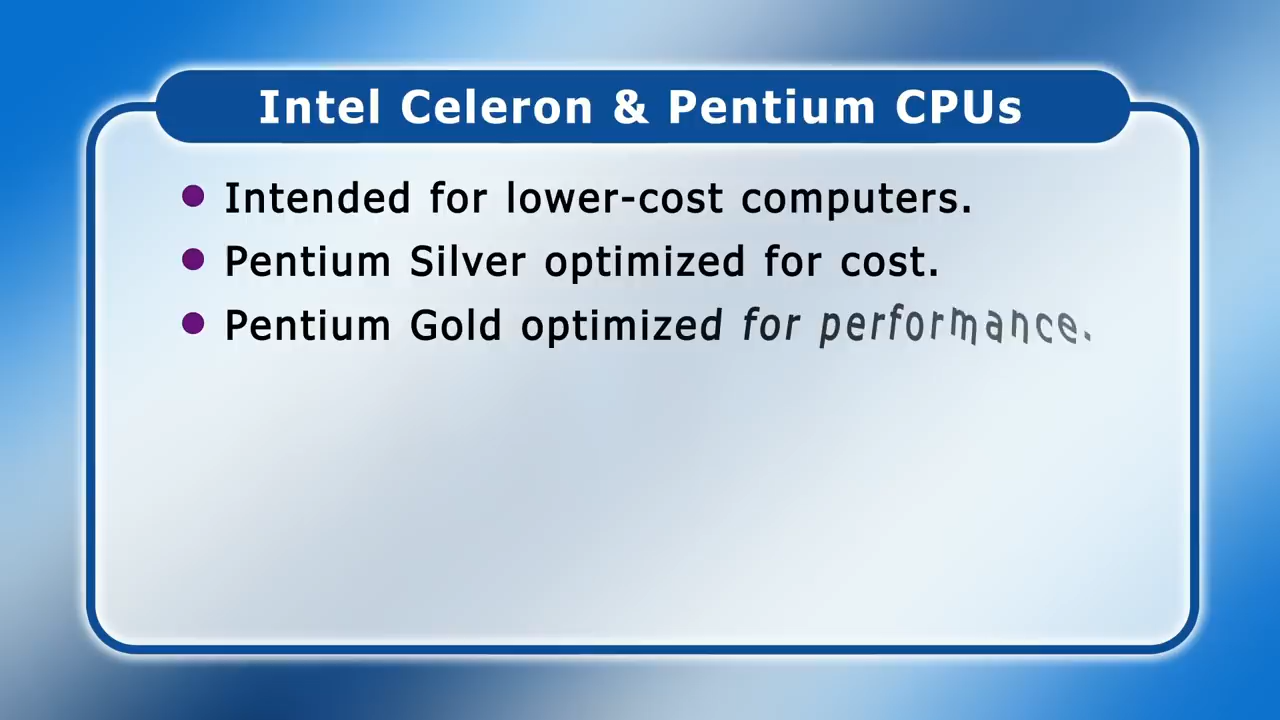 Intel Celeron & Pentium CPUs
Intended for lower-cost computers.
Pentium Silver optimized for cost.
Pentium Gold optimized for performance.